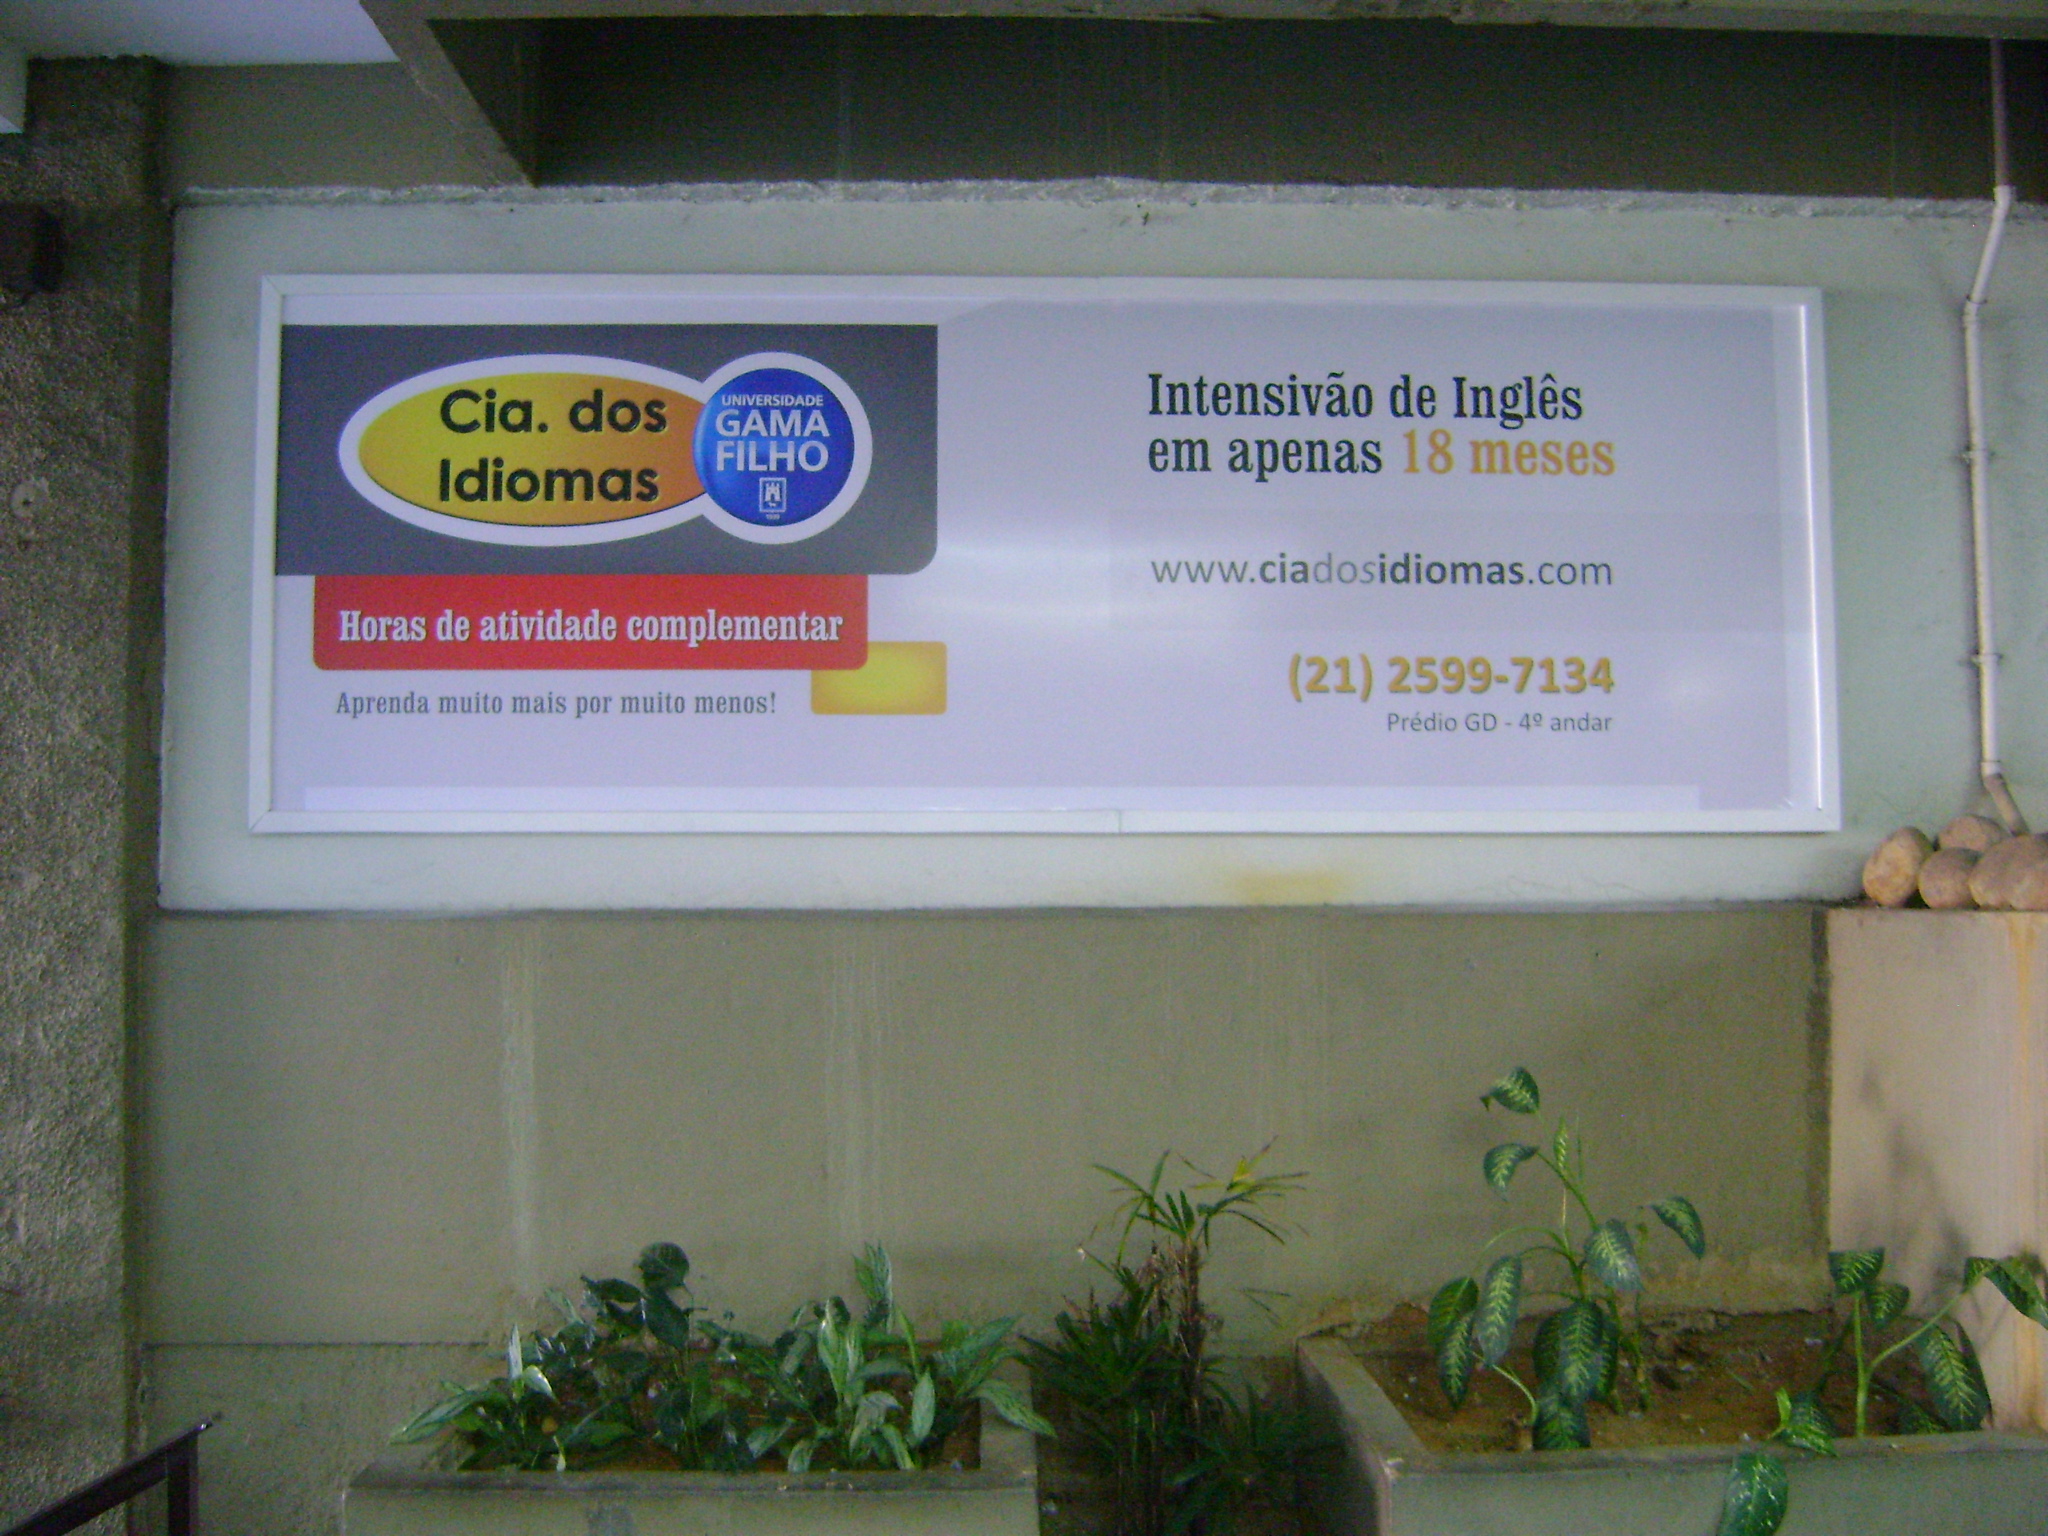 Cia. dos
Idiomas
UNIVERSIDADE
GAMA
FILHO
Horas de atividade complementar
Aprenda muito mais por muito menos!
Intensivão de Inglês
em apenas 18 meses
www.ciadosidiomas.com
(21) 2599-7134
Prédio GD - 4º andar